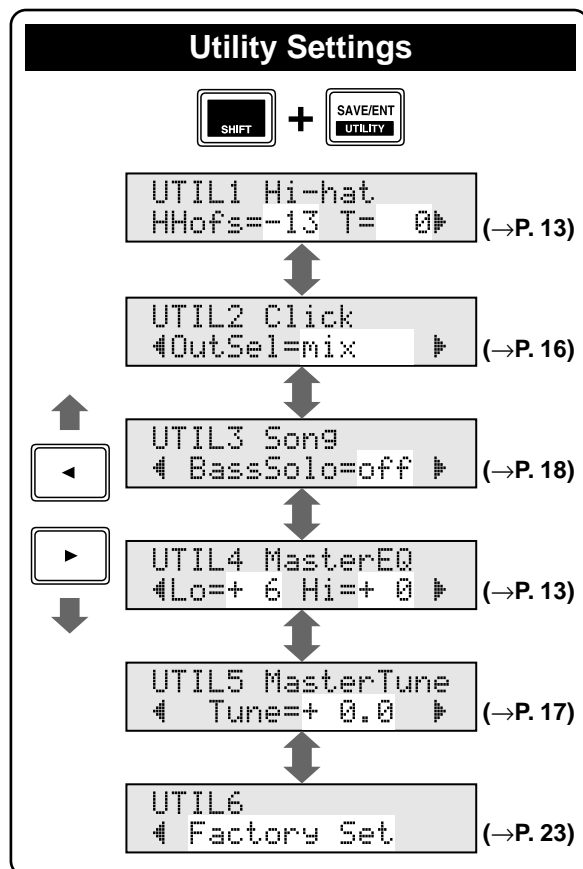 Utility Settings
SHIFT + SAVE/ENT
UTILITY
UTIL1 Hi-hat
HHofs=-13 T= 0
(→P. 13)
UTIL2 Click
OutSel=mix
(→P. 16)
UTIL3 Song
BassSolo=off
(→P. 18)
UTIL4 MasterEQ
Lo=+ 6 Hi=+ 0
(→P. 13)
UTIL5 MasterTune
Tune=+ 0.0
(→P. 17)
UTIL6
Factory Set
(→P. 23)